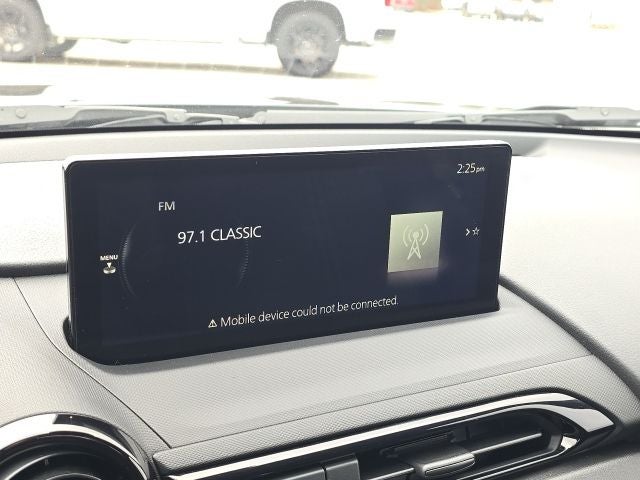 2:25pm
FM
97.1 CLASSIC
MENU
Mobile device could not be connected.